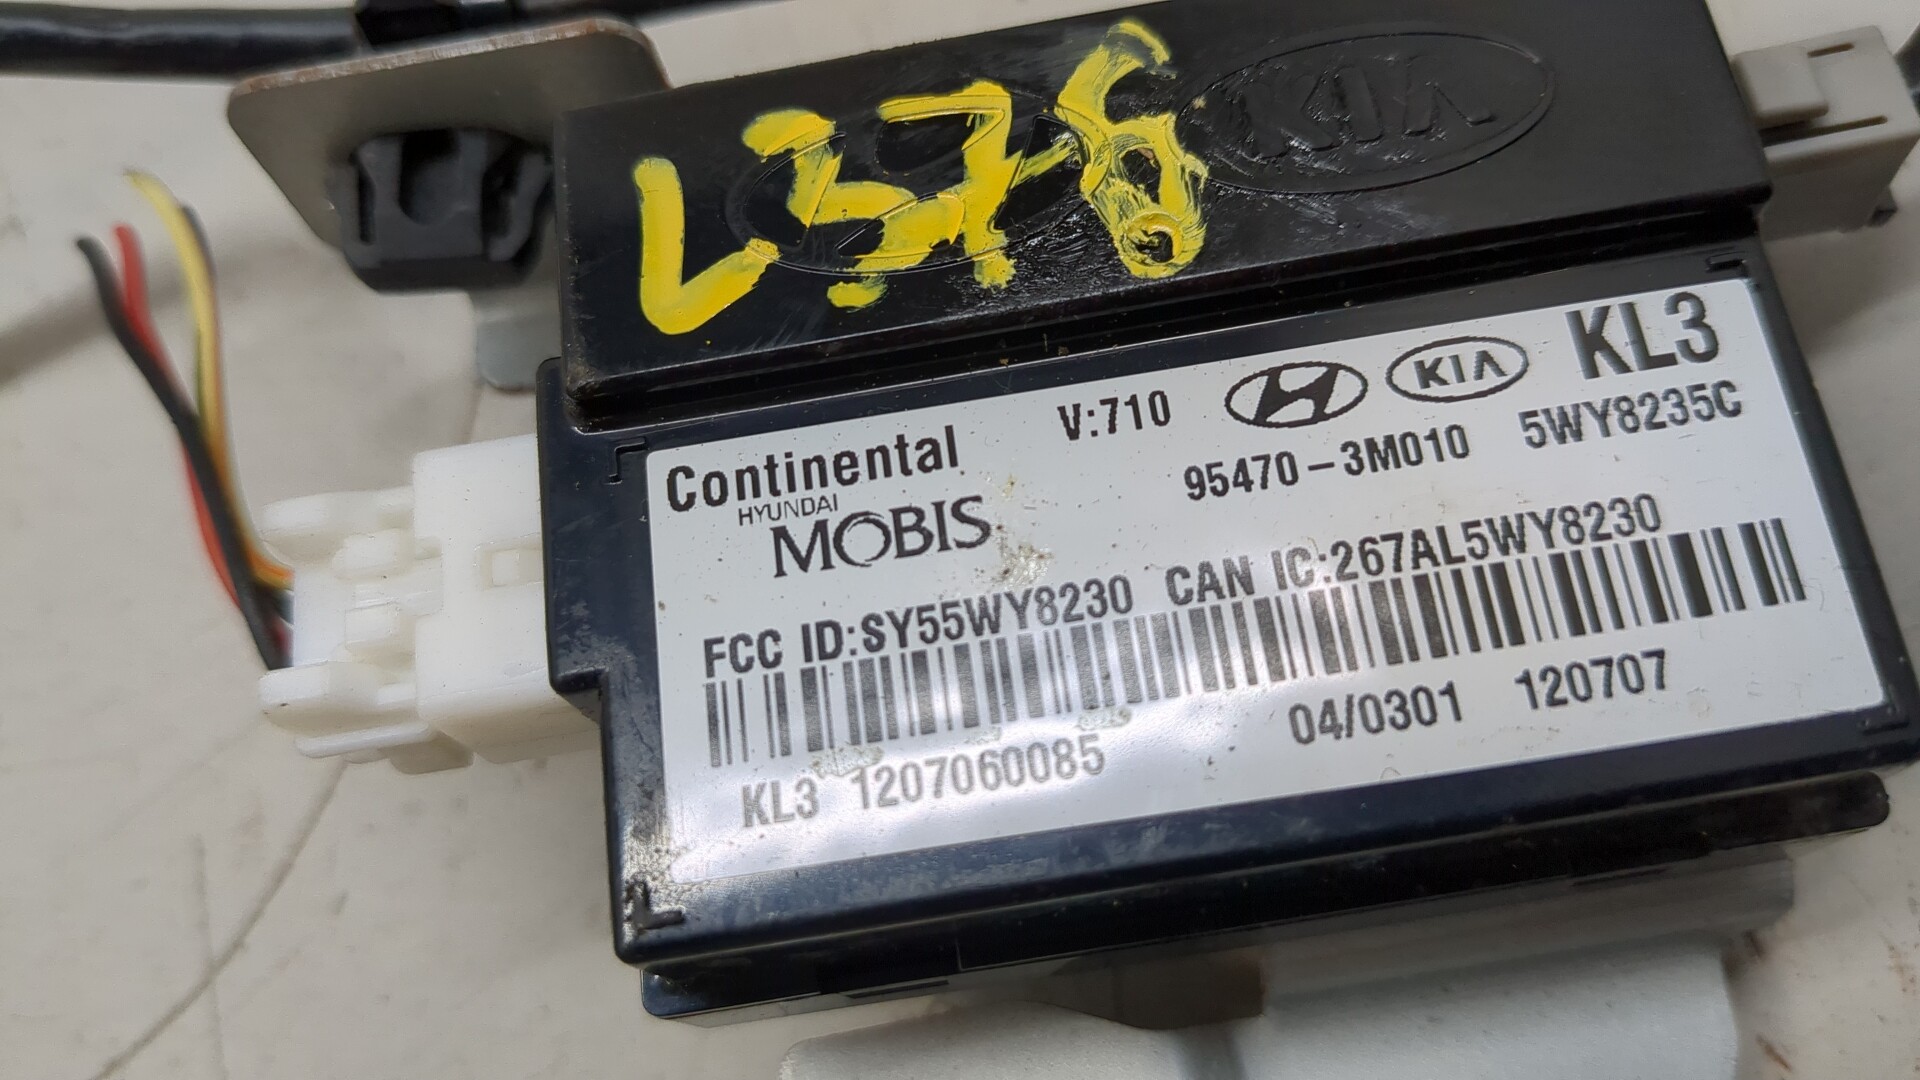 L376
KIA
V:710
KIA
KL3
Continental
95470-3M010
5WY8235C
HYUNDAI
MOBIS
FCC ID:SY55WY8230 CAN IC:267AL5WY8230
04/0301 120707
KL3 1207060085